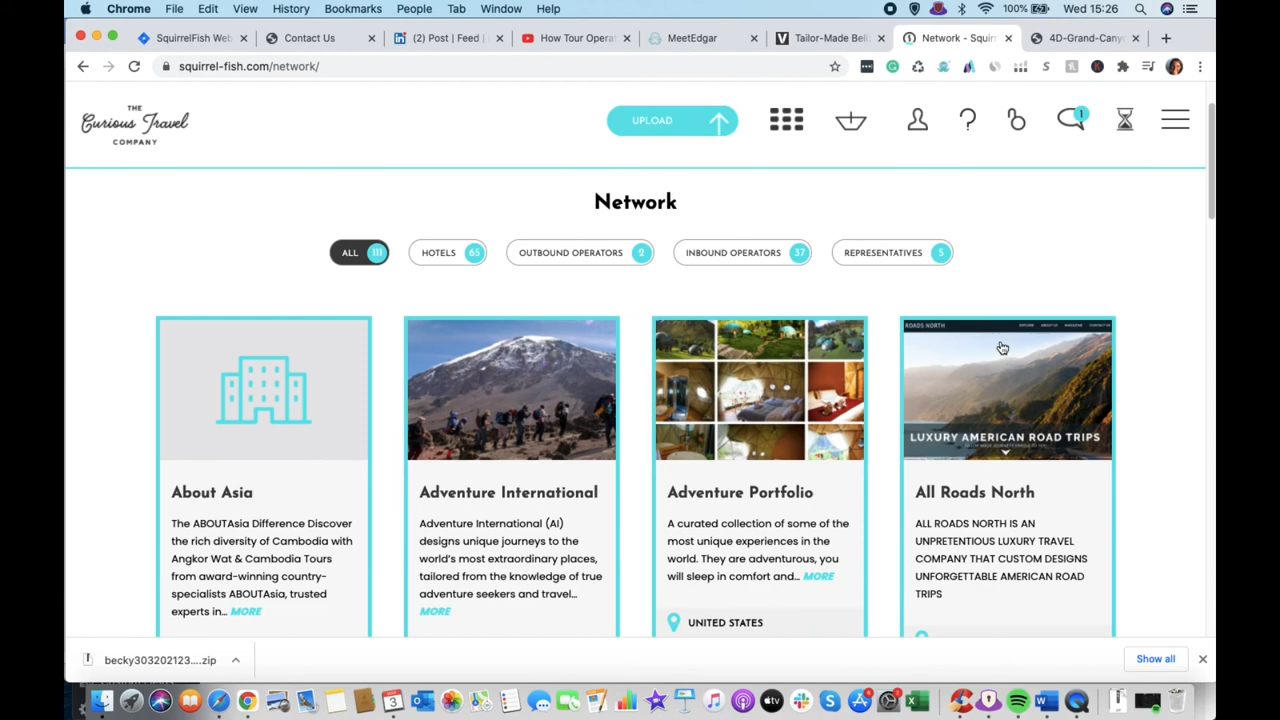 Chrome File Edit View History Bookmarks People Tab Window Help 100% Wed 15:26
SquirrelFish Web Contact Us (2) Post | Feed | How Tour Opera MeetEdgar Tailor-Made Beli Network - Squirr 4D-Grand-Cany
squirrel-fish.com/network/
THE
Curious Travel
COMPANY
UPLOAD
1
Network
ALL 111 HOTELS 65 OUTBOUND OPERATORS 2 INBOUND OPERATORS 37 REPRESENTATIVES 5
About Asia
The ABOUTAsia Difference Discover
the rich diversity of Cambodia with
Angkor Wat & Cambodia Tours
from award-winning country-
specialists ABOUTAsia, trusted
experts in... MORE
Adventure International
Adventure International (AI)
designs unique journeys to the
world's most extraordinary places,
tailored from the knowledge of true
adventure seekers and travel...
MORE
Adventure Portfolio
A curated collection of some of the
most unique experiences in the
world. They are adventurous, you
will sleep in comfort and... MORE
UNITED STATES
ROADS NORTH EXPLORE ABOUT US MAGAZINE CONTACT US
LUXURY AMERICAN ROAD TRIPS
All Roads North
ALL ROADS NORTH IS AN
UNPRETENTIOUS LUXURY TRAVEL
COMPANY THAT CUSTOM DESIGNS
UNFORGETTABLE AMERICAN ROAD
TRIPS
becky303202123....zip
Show all